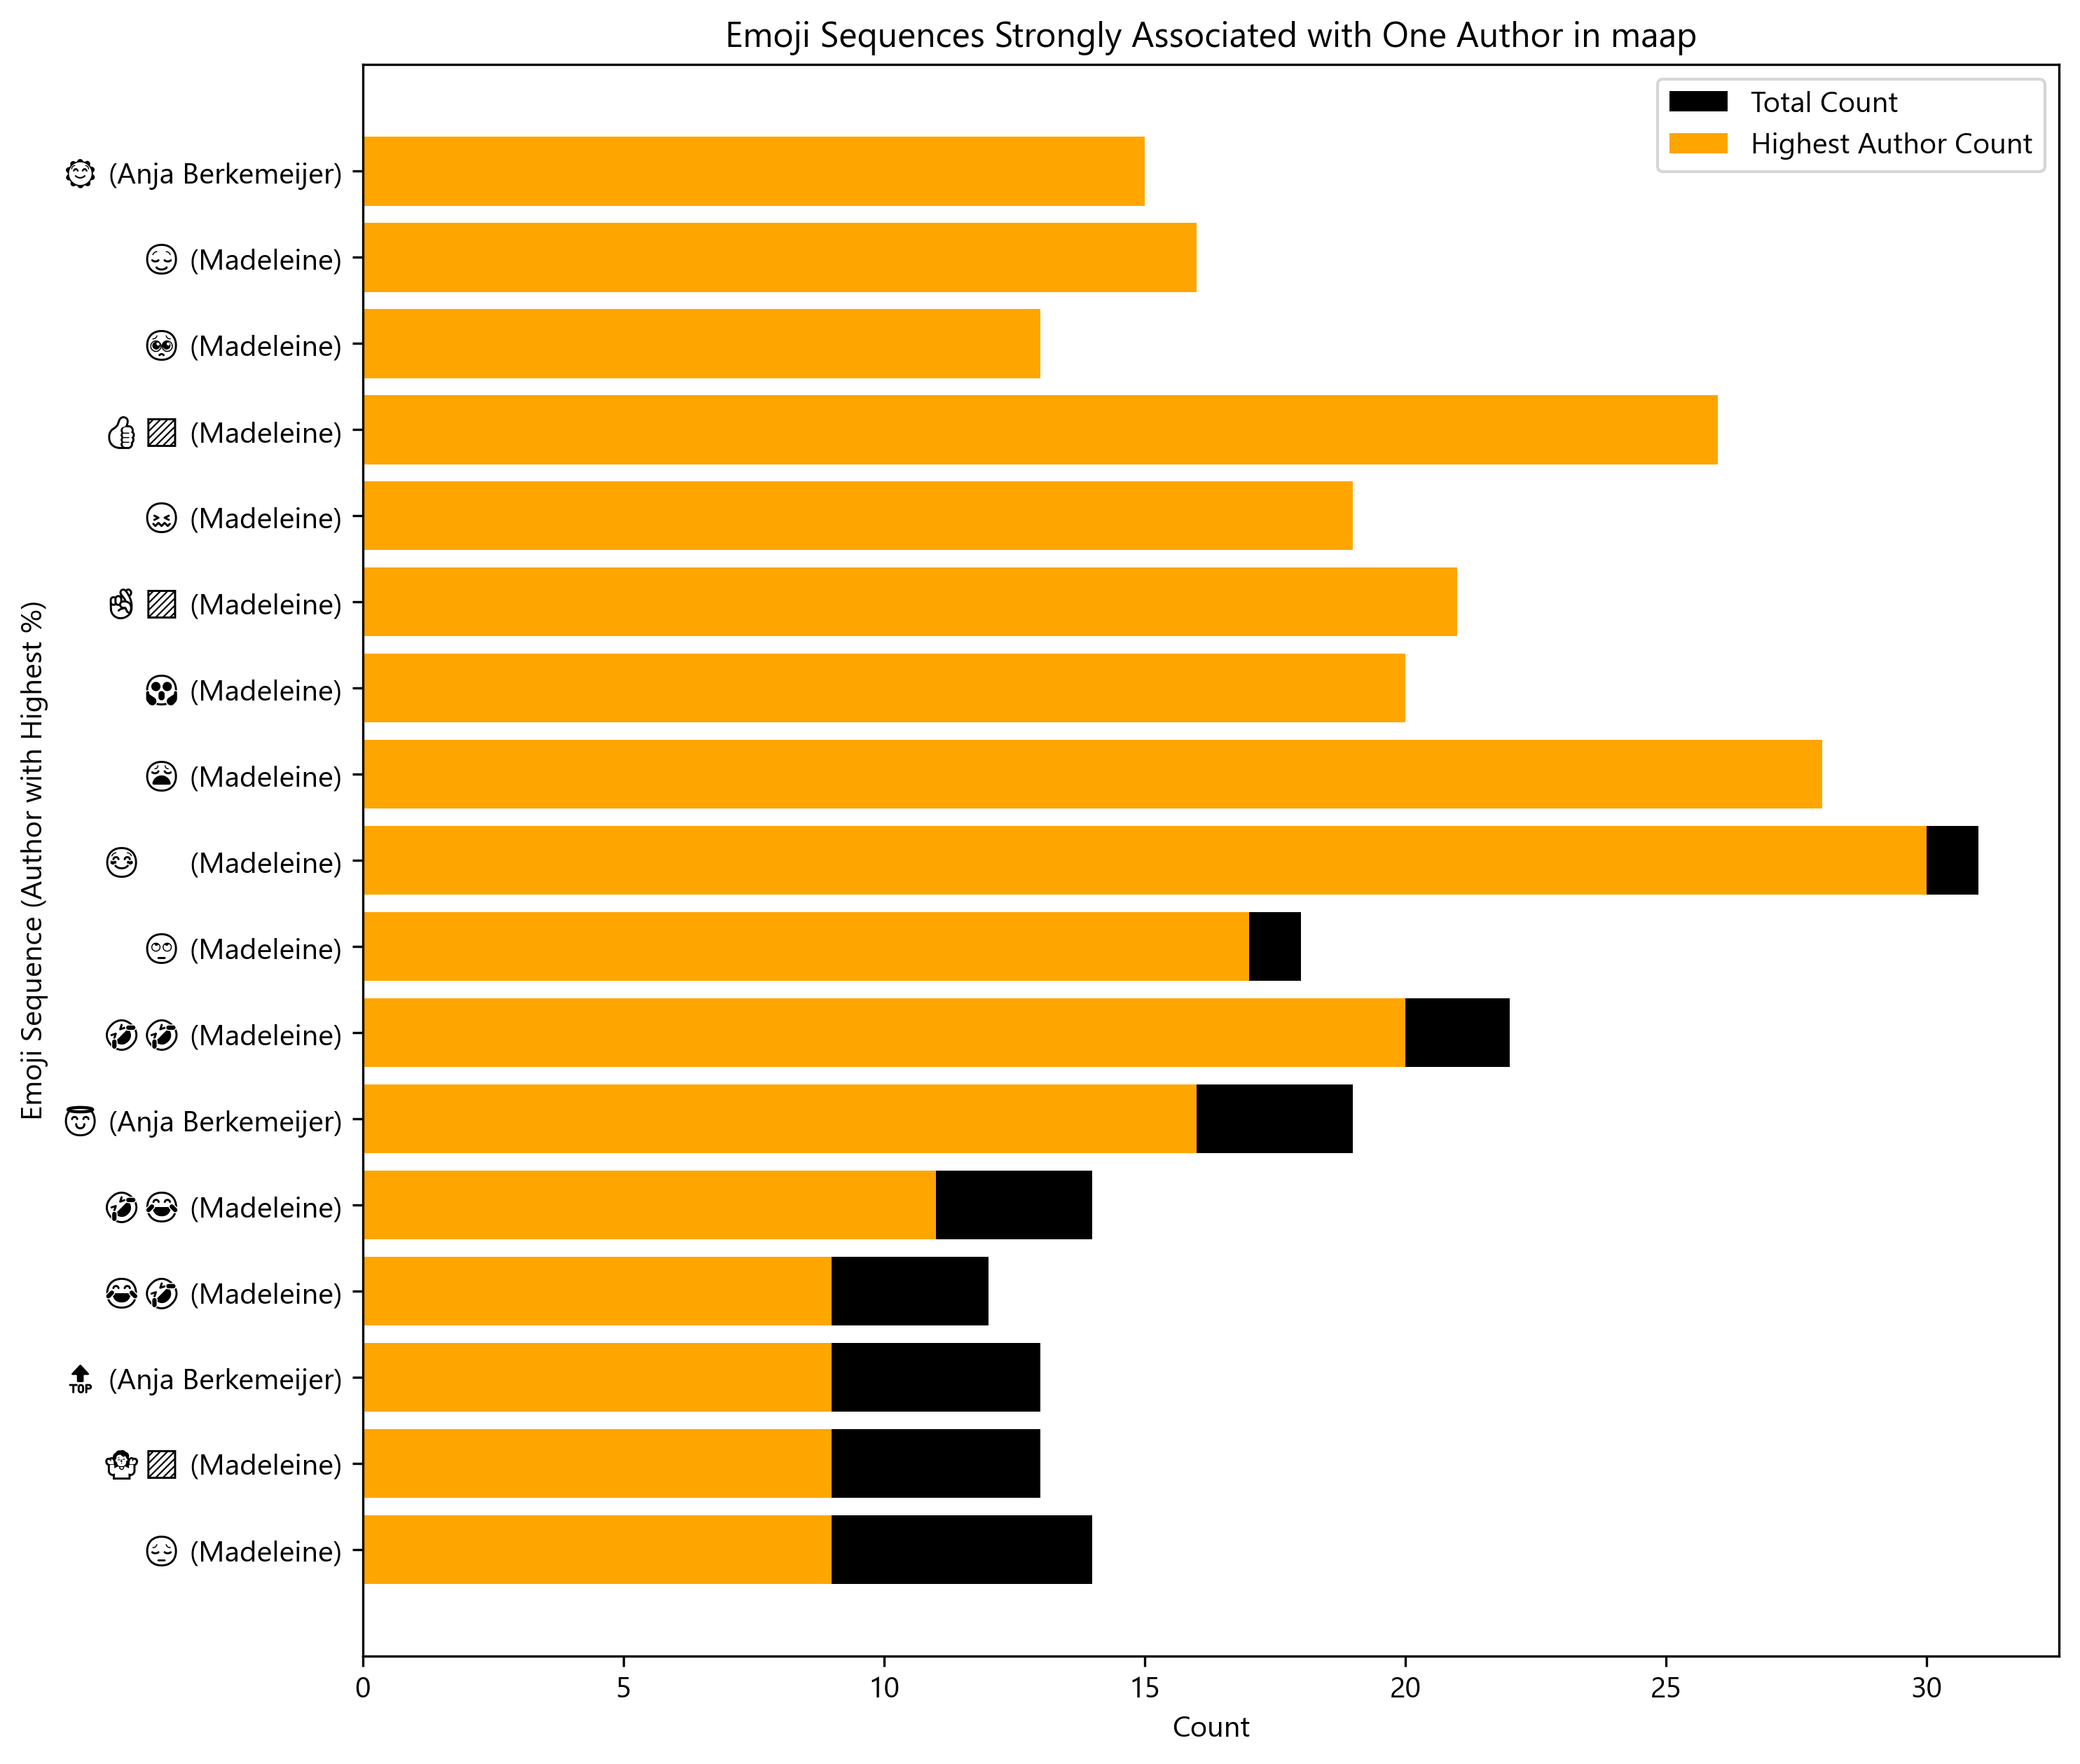 Emoji Sequences Strongly Associated with One Author in maap
Total Count
Highest Author Count
Emoji Sequence (Author with Highest %)
🌞 (Anja Berkemeijer)
😌 (Madeleine)
🥺 (Madeleine)
👍▨ (Madeleine)
😖 (Madeleine)
🤞▨ (Madeleine)
😱 (Madeleine)
😩 (Madeleine)
😊 (Madeleine)
🙄 (Madeleine)
🤣🤣 (Madeleine)
😇 (Anja Berkemeijer)
🤣😂 (Madeleine)
😂🤣 (Madeleine)
🔝 (Anja Berkemeijer)
🤷▨ (Madeleine)
😔 (Madeleine)
0 5 10 15 20 25 30
Count